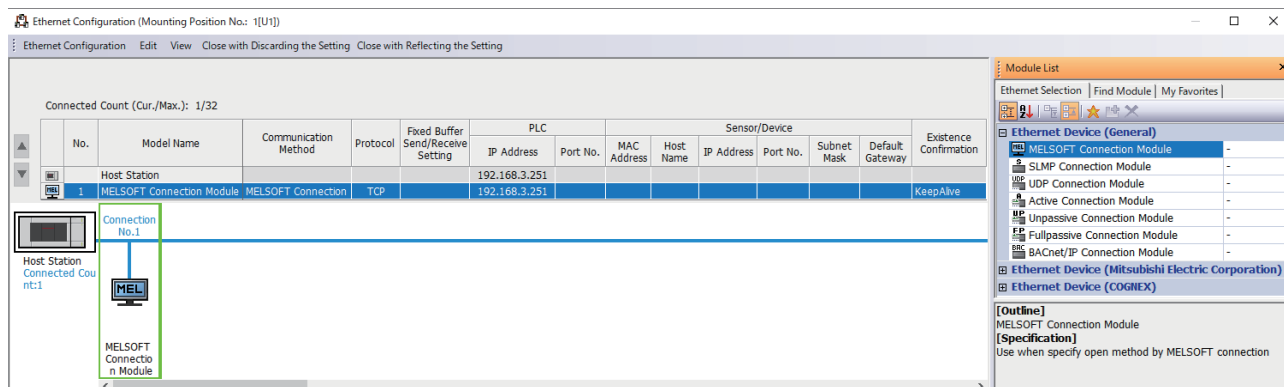 Ethernet Configuration (Mounting Position No.: 1[U1])
Ethernet Configuration Edit View Close with Discarding the Setting Close with Reflecting the Setting
Connected Count (Cur./Max.): 1/32
No. Model Name Communication Method Protocol Fixed Buffer Send/Receive Setting PLC Sensor/Device Existence Confirmation
IP Address Port No. MAC Address Host Name IP Address Port No. Subnet Mask Default Gateway
Host Station 192.168.3.251
1 MELSOFT Connection Module MELSOFT Connection TCP 192.168.3.251 KeepAlive
Connection
No.1
Host Station
Connected Cou
nt:1
MEL
MELSOFT
Connectio
n Module
Module List
Ethernet Selection Find Module My Favorites
Ethernet Device (General)
MELSOFT Connection Module -
SLMP Connection Module -
UDP Connection Module -
Active Connection Module -
Unpassive Connection Module -
Fullpassive Connection Module -
BACnet/IP Connection Module -
Ethernet Device (Mitsubishi Electric Corporation)
Ethernet Device (COGNEX)
[Outline]
MELSOFT Connection Module
[Specification]
Use when specify open method by MELSOFT connection